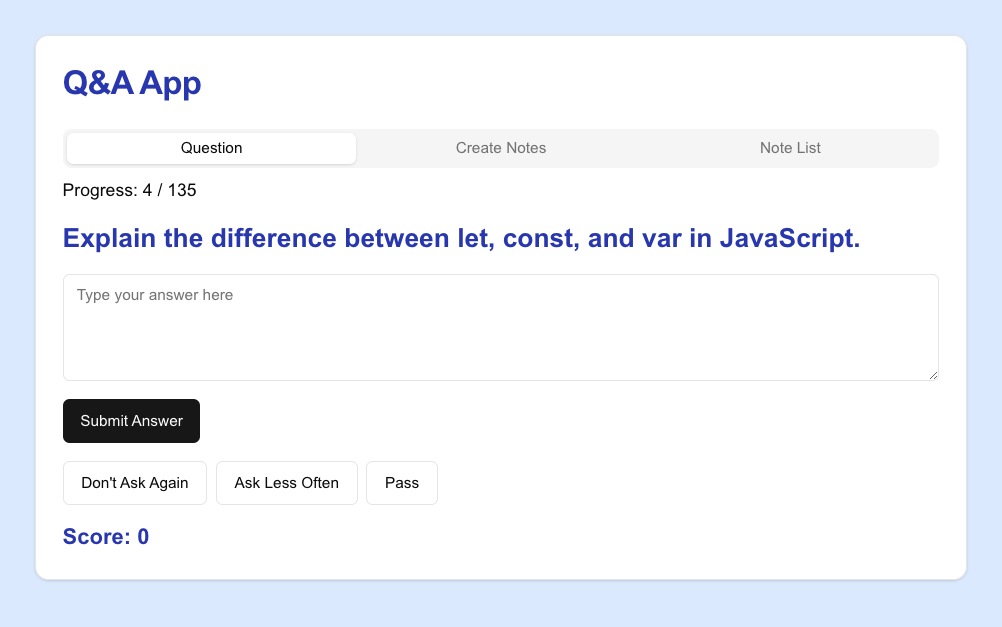 Q&A App
Question
Create Notes
Note List
Progress: 4 / 135
Explain the difference between let, const, and var in JavaScript.
Type your answer here
Submit Answer
Don't Ask Again
Ask Less Often
Pass
Score: 0